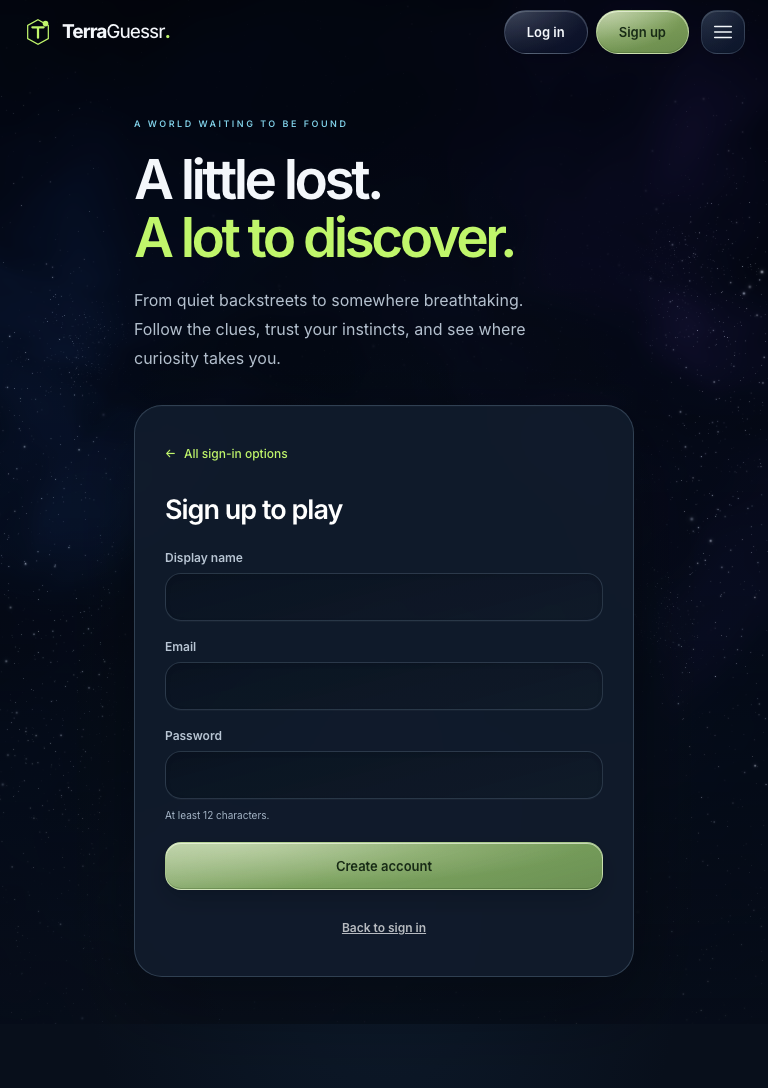 TerraGuessr.
Log in
Sign up
A WORLD WAITING TO BE FOUND
A little lost.
A lot to discover.
From quiet backstreets to somewhere breathtaking.
Follow the clues, trust your instincts, and see where
curiosity takes you.
← All sign-in options
Sign up to play
Display name
Email
Password
At least 12 characters.
Create account
Back to sign in